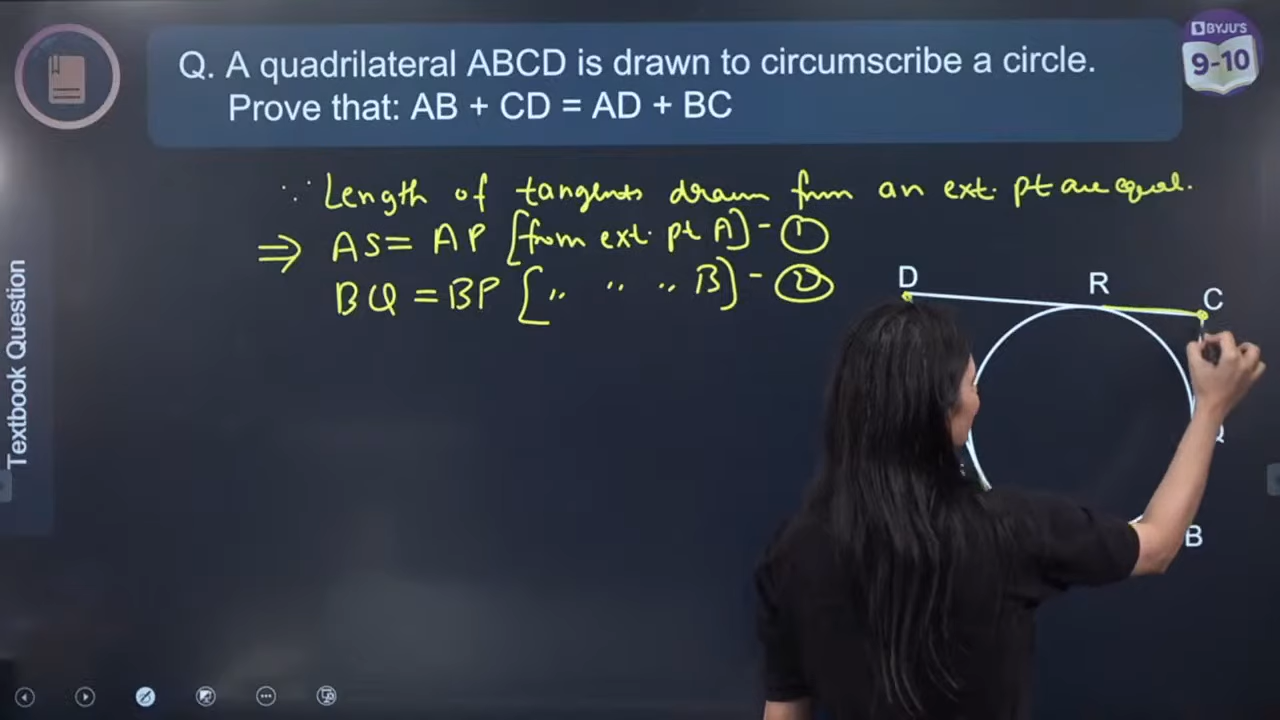 Q. A quadrilateral ABCD is drawn to circumscribe a circle.
Prove that: AB + CD = AD + BC
BYJU'S
9-10
∵ Length of tangents drawn from an ext. pt are equal.
⇒ AS = AP [from ext. pt A] - ①
BQ = BP [" " " B] - ②
D
R
C
B
Textbook Question